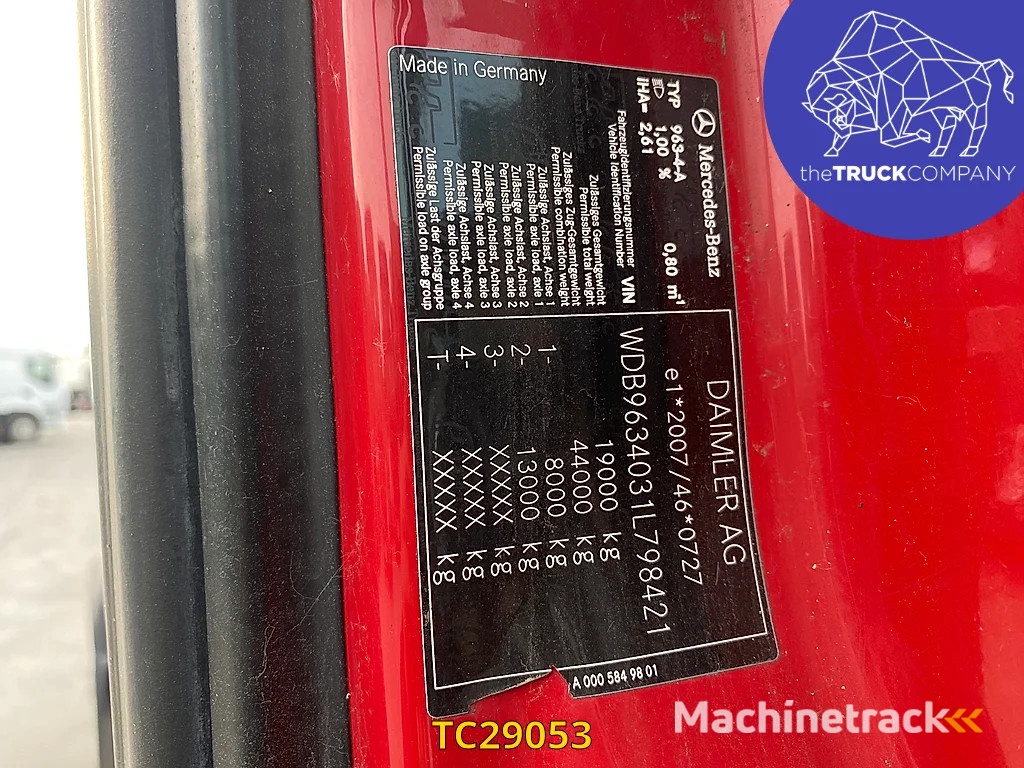 Made in Germany
Mercedes-Benz
TYP 963-4-A
1,00 % 0,80 m⁻¹
IHA= 2,61
DAIMLER AG
e1*2007/46*0727
Fahrzeugidentifizierungsnummer
Vehicle Identification Number VIN WDB9634031L798421
Zulässiges Gesamtgewicht
Permissible total weight 19000 kg
Zulässiges Zug-Gesamtgewicht
Permissible combination weight 44000 kg
Zulässige Achslast, Achse 1
Permissible axle load, axle 1 1- 8000 kg
Zulässige Achslast, Achse 2
Permissible axle load, axle 2 2- 13000 kg
Zulässige Achslast, Achse 3
Permissible axle load, axle 3 3- XXXXX kg
Zulässige Achslast, Achse 4
Permissible axle load, axle 4 4- XXXXX kg
Zulässige Last der Achsgruppe
Permissible load on axle group T- XXXXX kg
A 000 584 98 01
theTRUCKCOMPANY
TC29053
Machinetrack